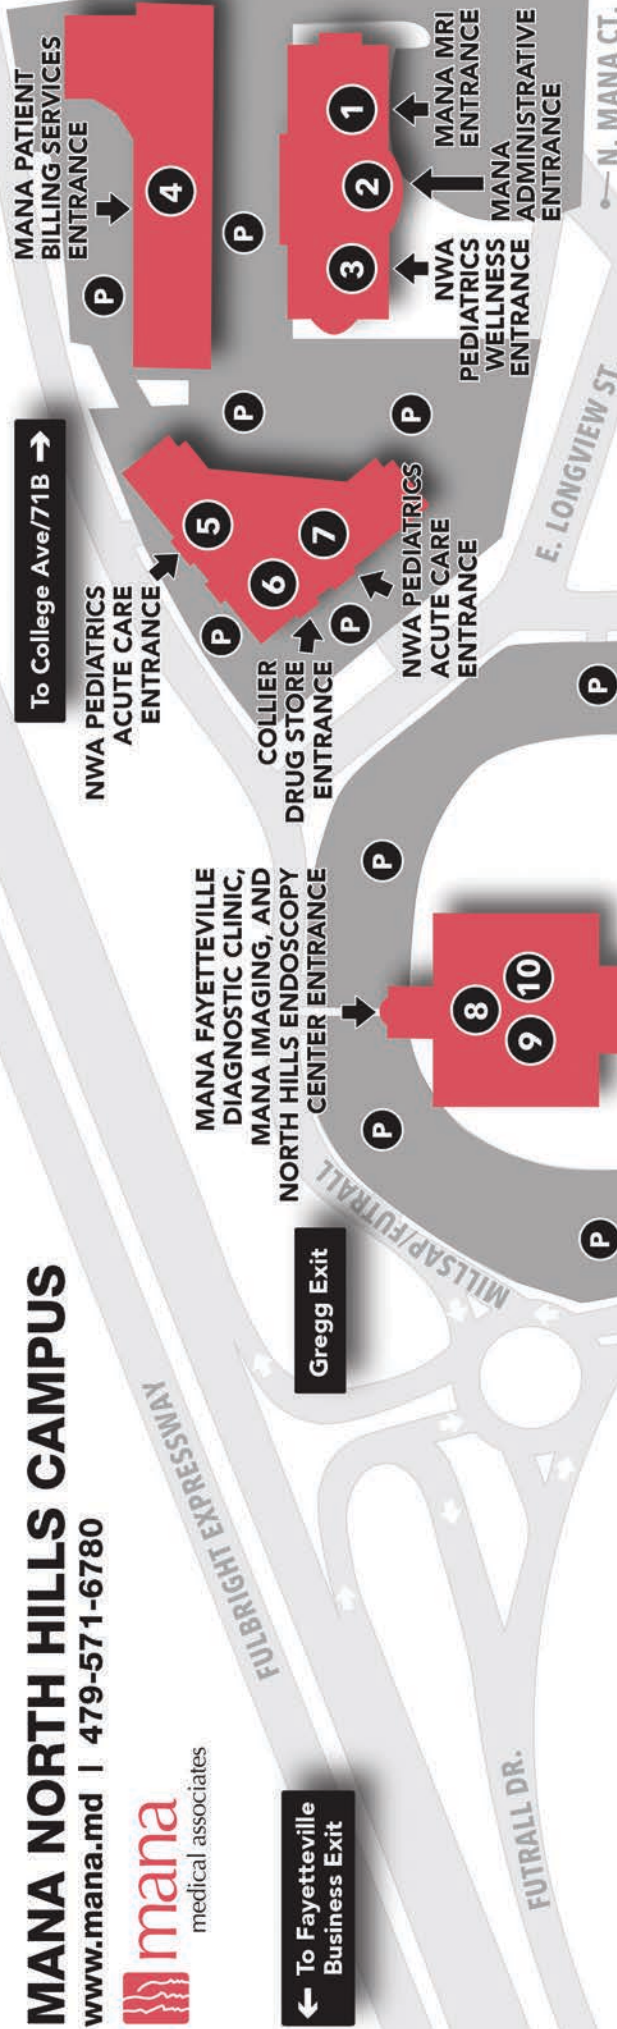 MANA NORTH HILLS CAMPUS
www.mana.md | 479-571-6780
mana
medical associates
← To Fayetteville
Business Exit
FULBRIGHT EXPRESSWAY
FUTRALL DR.
Gregg Exit
MILLSAP/FUTRALL
MANA FAYETTEVILLE
DIAGNOSTIC CLINIC,
MANA IMAGING, AND
NORTH HILLS ENDOSCOPY
CENTER ENTRANCE
P
P
P
P
8
9
10
To College Ave/71B →
NWA PEDIATRICS
ACUTE CARE
ENTRANCE
COLLIER
DRUG STORE
ENTRANCE
NWA PEDIATRICS
ACUTE CARE
ENTRANCE
P
P
5
6
7
P
P
E. LONGVIEW ST
MANA PATIENT
BILLING SERVICES
ENTRANCE
P
4
P
3
2
1
NWA
PEDIATRICS
WELLNESS
ENTRANCE
MANA
ADMINISTRATIVE
ENTRANCE
MANA MRI
ENTRANCE
N. MANA CT.